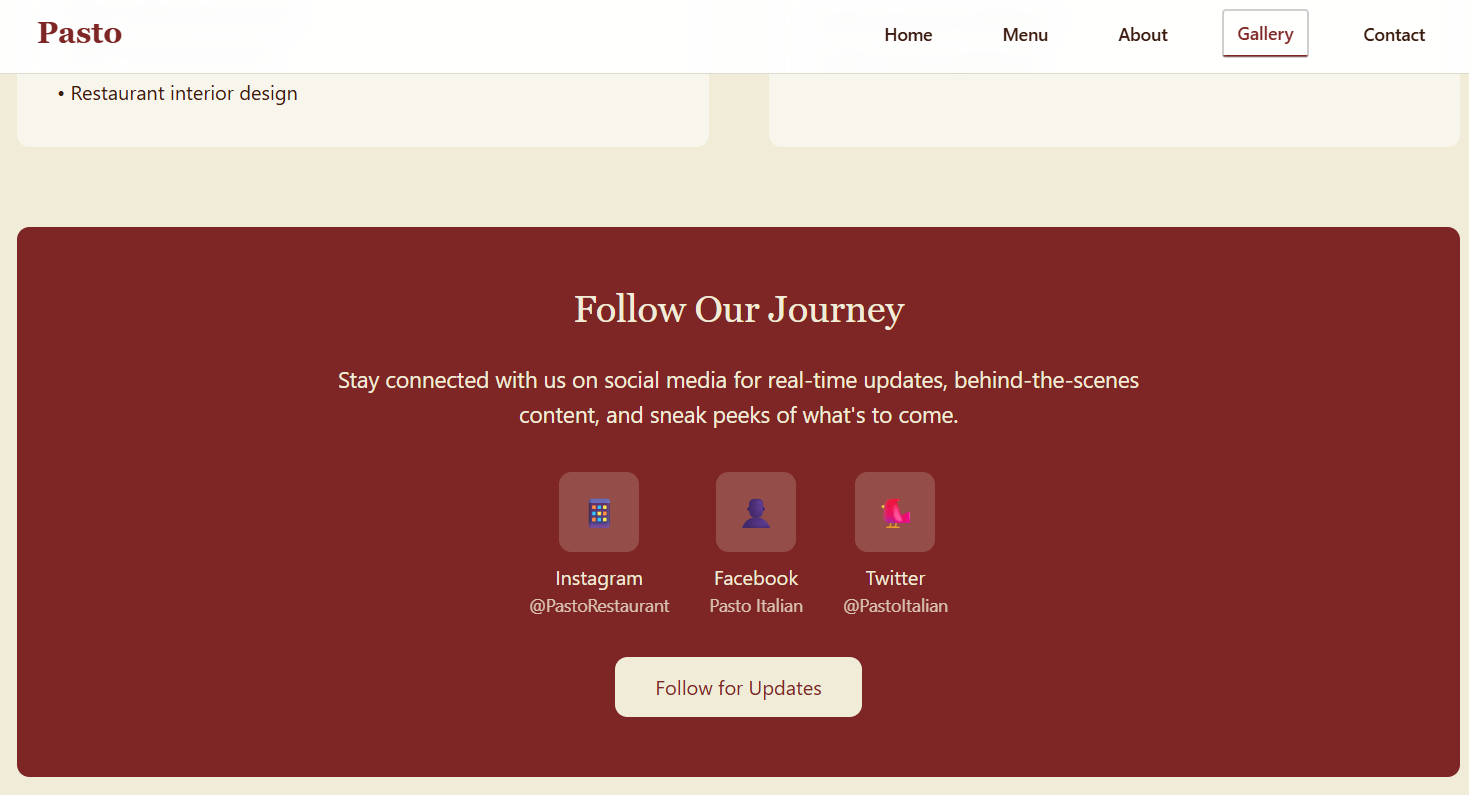 Pasto
Home Menu About Gallery Contact
• Restaurant interior design
Follow Our Journey
Stay connected with us on social media for real-time updates, behind-the-scenes
content, and sneak peeks of what's to come.
Instagram Facebook Twitter
@PastoRestaurant Pasto Italian @PastoItalian
Follow for Updates